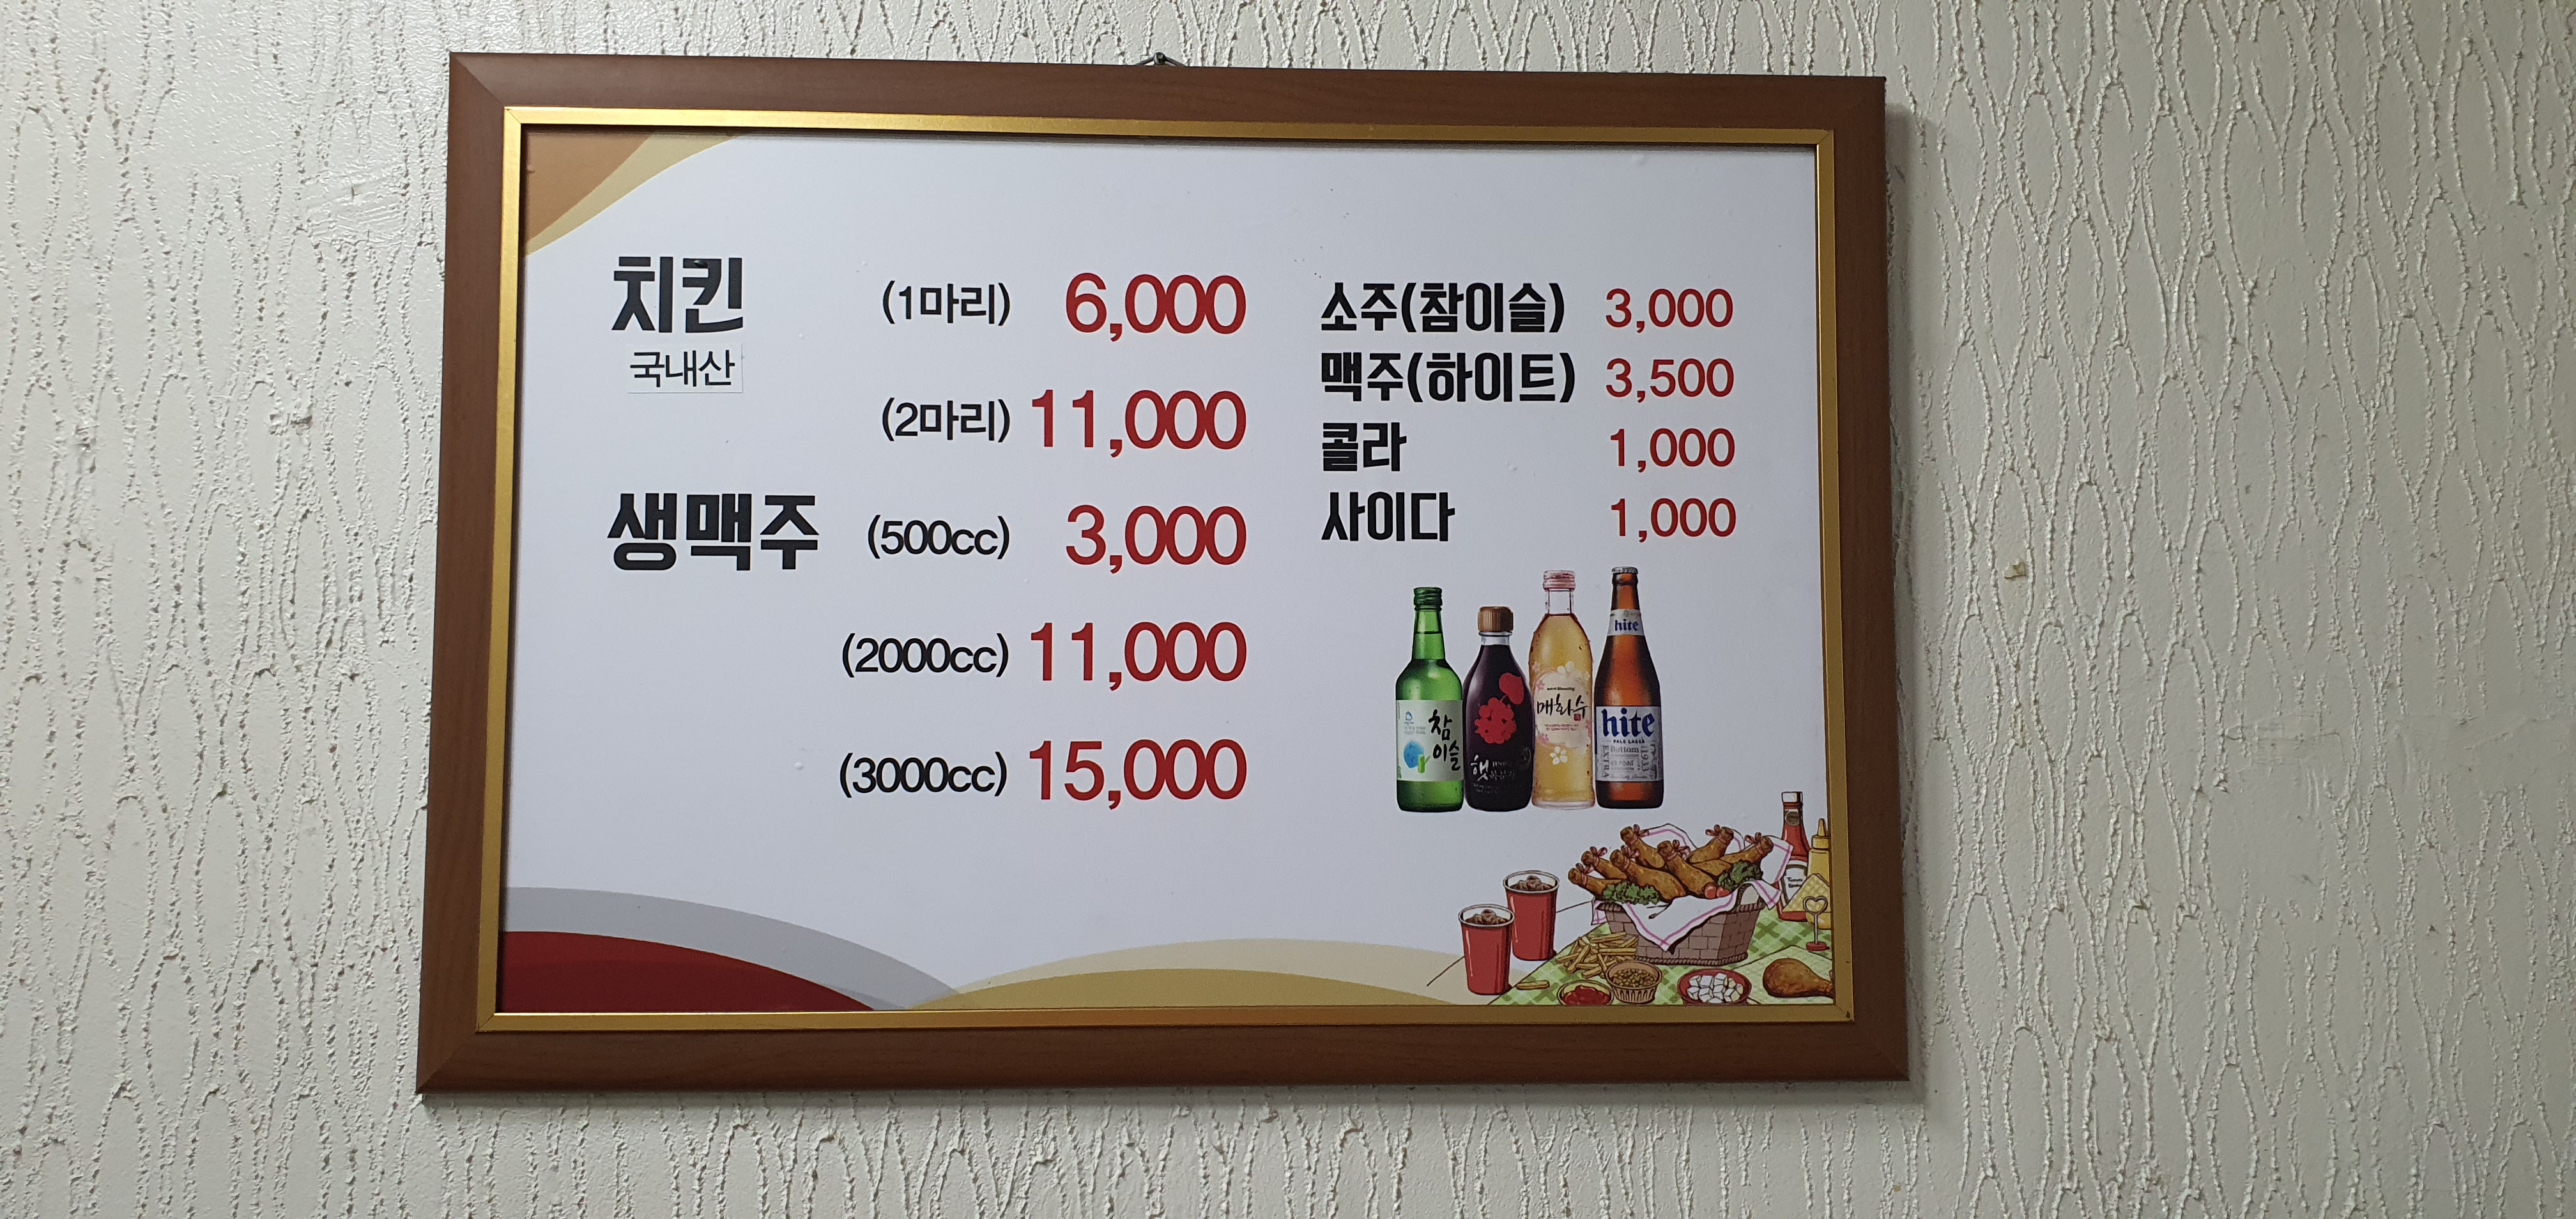 치킨 (1마리) 6,000
국내산
(2마리) 11,000
생맥주 (500cc) 3,000
(2000cc) 11,000
(3000cc) 15,000
소주(참이슬) 3,000
맥주(하이트) 3,500
콜라 1,000
사이다 1,000
참
이슬
매화수
hite
hite
PALE LAGER
EXTRA